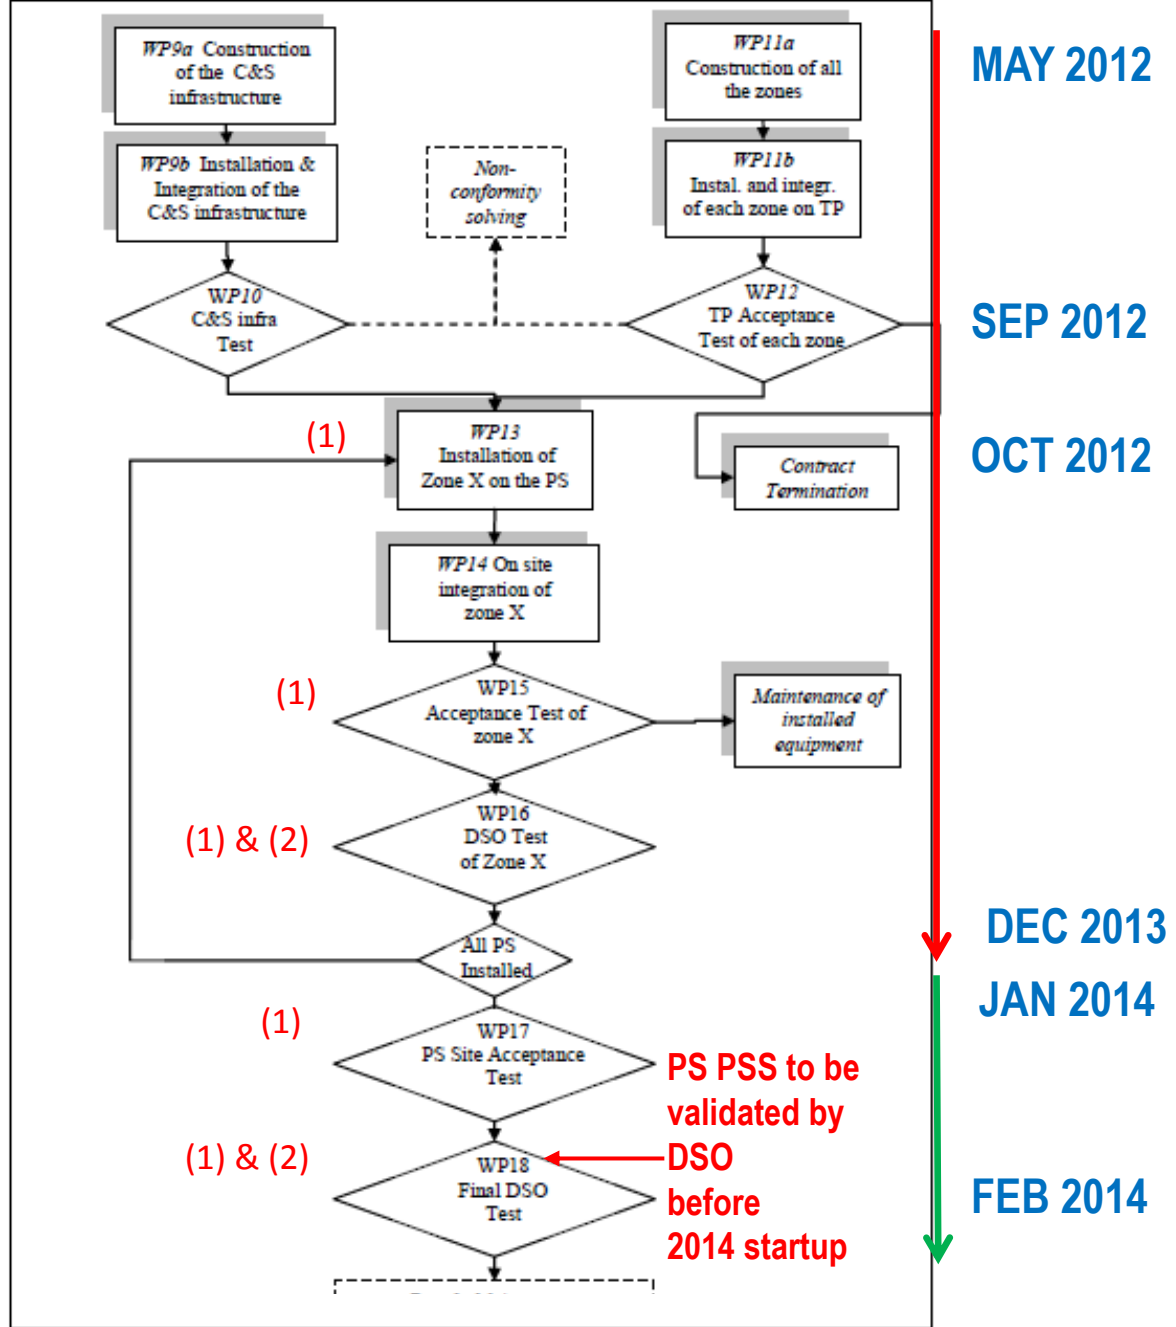 WP9a Construction
of the C&S
infrastructure
WP11a
Construction of all
the zones
MAY 2012
WP9b Installation &
Integration of the
C&S infrastructure
Non-
conformity
solving
WP11b
Instal. and integr.
of each zone on TP
WP10
C&S infra
Test
WP12
TP Acceptance
Test of each zone
SEP 2012
(1)
WP13
Installation of
Zone X on the PS
Contract
Termination
OCT 2012
WP14 On site
integration of
zone X
(1)
WP15
Acceptance Test of
zone X
Maintenance of
installed
equipment
(1) & (2)
WP16
DSO Test
of Zone X
All PS
Installed
DEC 2013
JAN 2014
(1)
WP17
PS Site Acceptance
Test
PS PSS to be
validated by
DSO
before
2014 startup
(1) & (2)
WP18
Final DSO
Test
FEB 2014